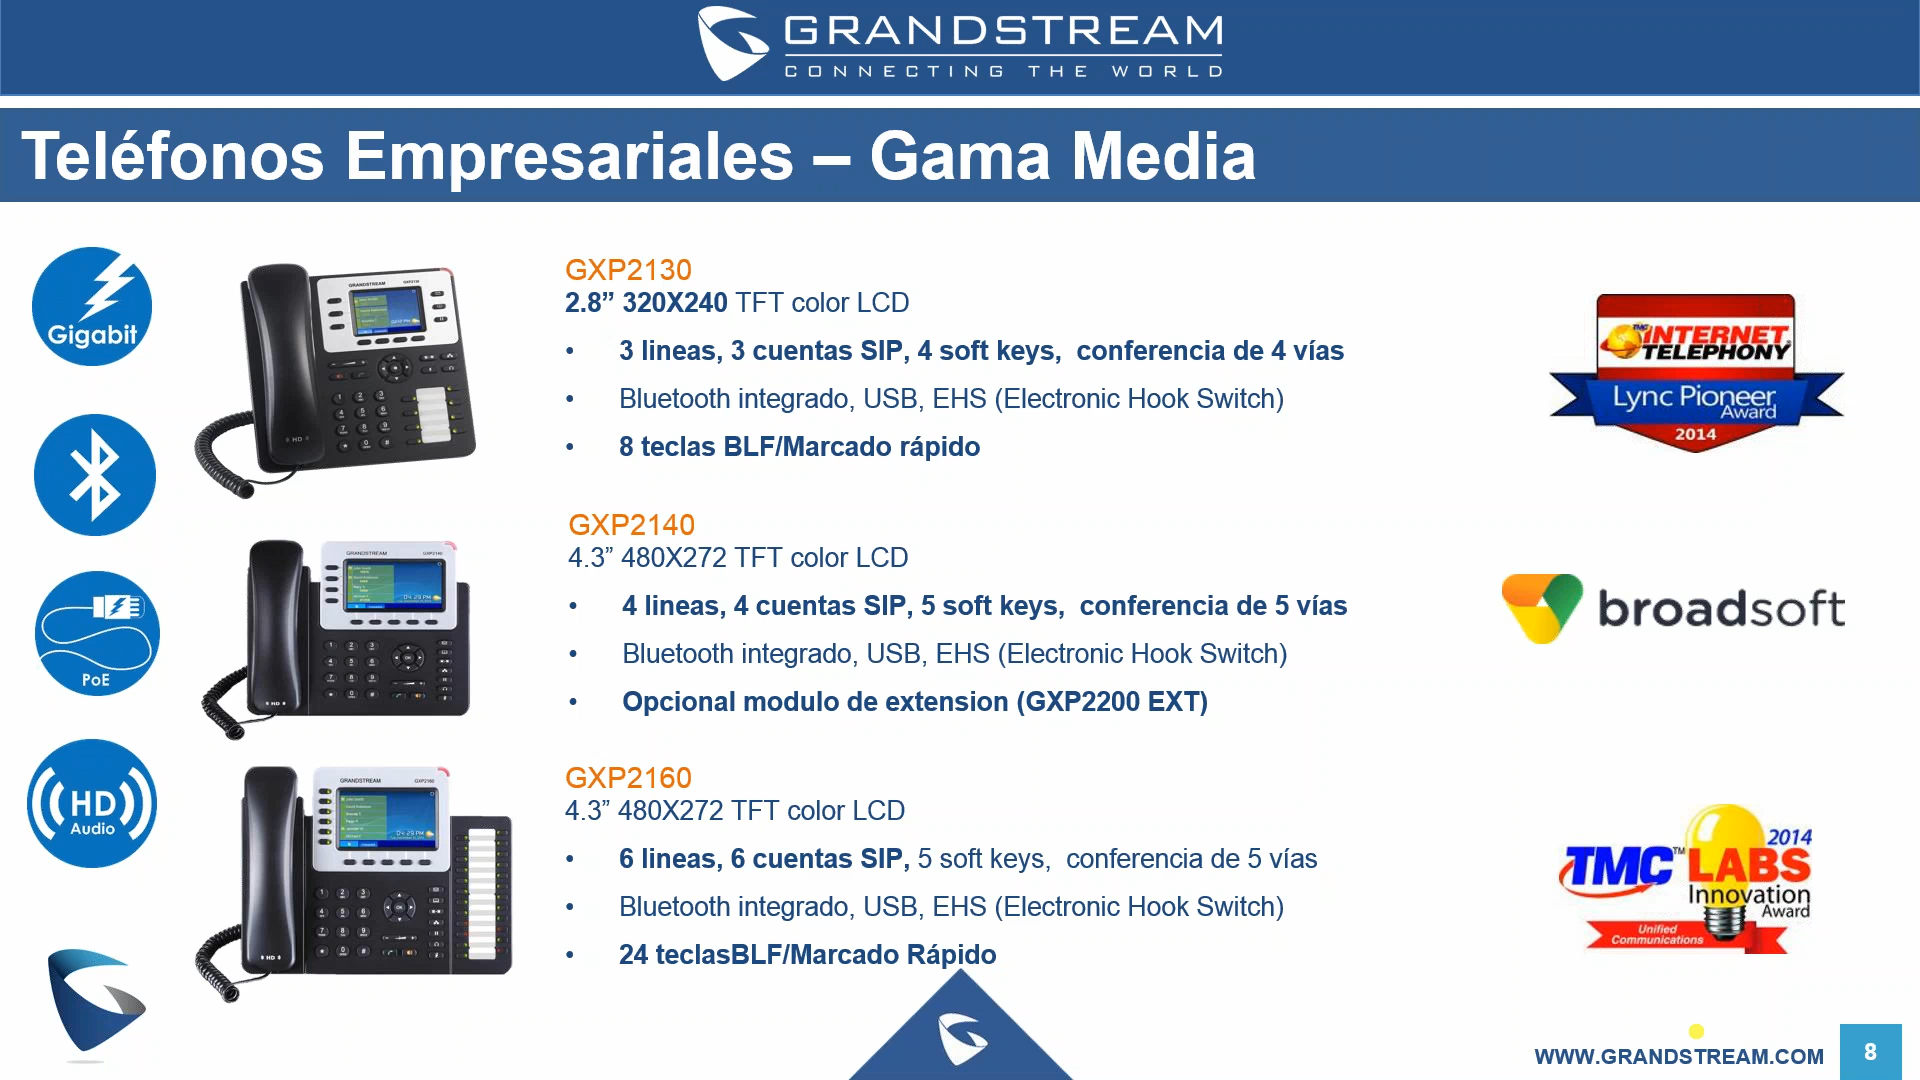 GRANDSTREAM
CONNECTING THE WORLD
Teléfonos Empresariales – Gama Media
Gigabit
PoE
HD
Audio
GXP2130
2.8” 320X240 TFT color LCD
• 3 lineas, 3 cuentas SIP, 4 soft keys, conferencia de 4 vías
• Bluetooth integrado, USB, EHS (Electronic Hook Switch)
• 8 teclas BLF/Marcado rápido
GXP2140
4.3” 480X272 TFT color LCD
• 4 lineas, 4 cuentas SIP, 5 soft keys, conferencia de 5 vías
• Bluetooth integrado, USB, EHS (Electronic Hook Switch)
• Opcional modulo de extension (GXP2200 EXT)
GXP2160
4.3” 480X272 TFT color LCD
• 6 lineas, 6 cuentas SIP, 5 soft keys, conferencia de 5 vías
• Bluetooth integrado, USB, EHS (Electronic Hook Switch)
• 24 teclasBLF/Marcado Rápido
TMC
INTERNET
TELEPHONY
Lync Pioneer
Award
2014
broadsoft
2014
TMC™ LABS
Innovation
Award
Unified
Communications
WWW.GRANDSTREAM.COM
8